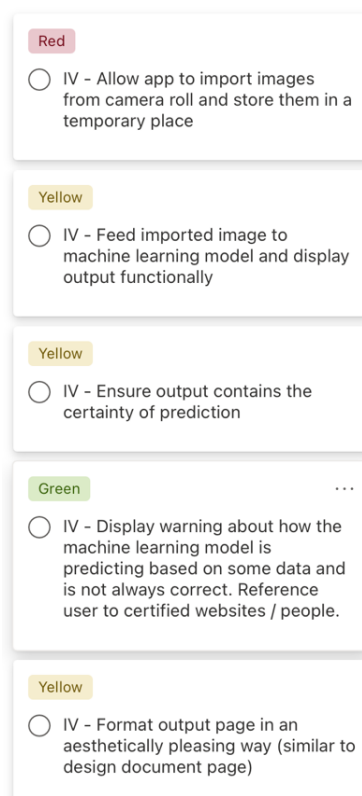 Red
IV - Allow app to import images
from camera roll and store them in a
temporary place
Yellow
IV - Feed imported image to
machine learning model and display
output functionally
Yellow
IV - Ensure output contains the
certainty of prediction
Green
IV - Display warning about how the
machine learning model is
predicting based on some data and
is not always correct. Reference
user to certified websites / people.
Yellow
IV - Format output page in an
aesthetically pleasing way (similar to
design document page)